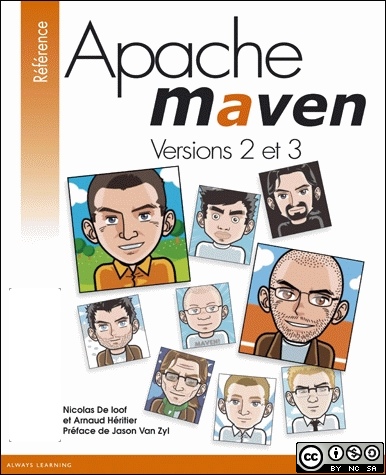 Référence
Apache
maven
Versions 2 et 3
MAVEN!
Nicolas De loof
et Arnaud Héritier
Préface de Jason Van Zyl
ALWAYS LEARNING
cc
BY NC SA